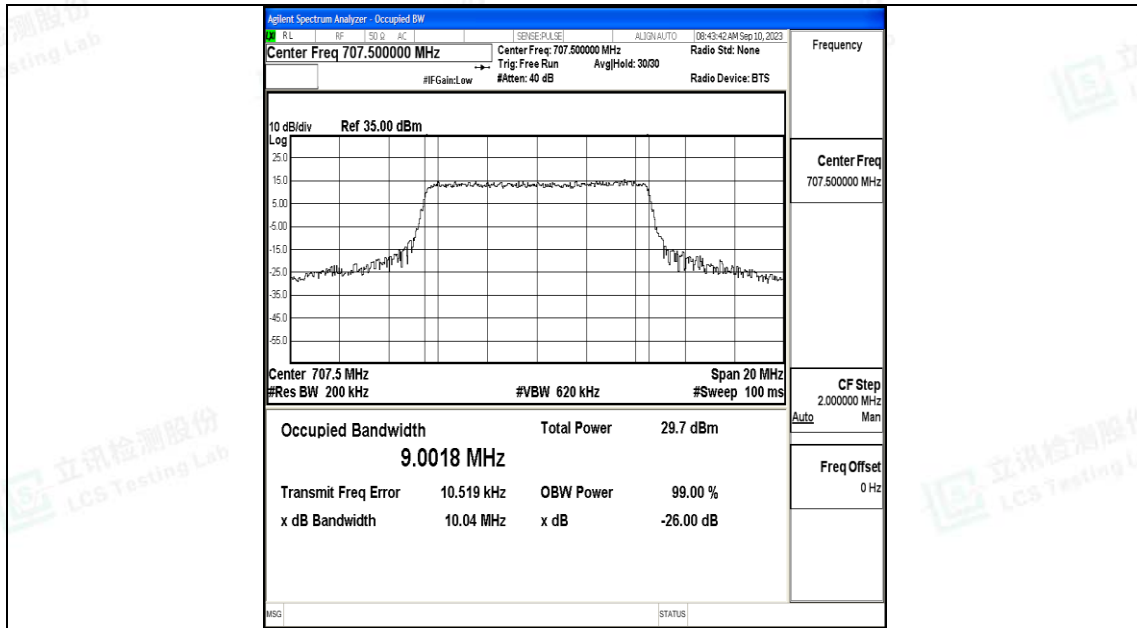 Agilent Spectrum Analyzer - Occupied BW
LXI RL RF 50 Ω AC SENSE:PULSE ALIGN AUTO 08:43:42 AM Sep 10, 2023
Center Freq 707.500000 MHz
Center Freq: 707.500000 MHz
Radio Std: None
Trig: Free Run Avg|Hold: 30/30
#IFGain:Low
#Atten: 40 dB
Radio Device: BTS
10 dB/div Ref 35.00 dBm
Log
25.0
15.0
5.00
-5.00
-15.0
-25.0
-35.0
-45.0
-55.0
Center 707.5 MHz Span 20 MHz
#Res BW 200 kHz #VBW 620 kHz #Sweep 100 ms
Occupied Bandwidth Total Power 29.7 dBm
9.0018 MHz
Transmit Freq Error 10.519 kHz OBW Power 99.00 %
x dB Bandwidth 10.04 MHz x dB -26.00 dB
MSG STATUS
Frequency
Center Freq
707.500000 MHz
CF Step
2.000000 MHz
Auto Man
Freq Offset
0 Hz
立讯检测股份
LCS Testing Lab
立讯检测股份